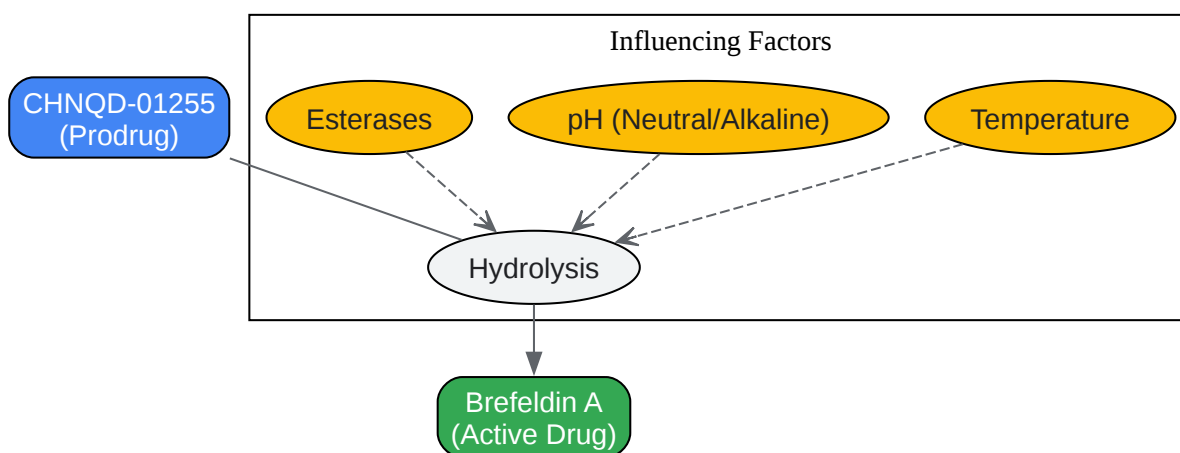 Influencing Factors
CHNQD-01255
(Prodrug)
Esterases
pH (Neutral/Alkaline)
Temperature
Hydrolysis
Brefeldin A
(Active Drug)